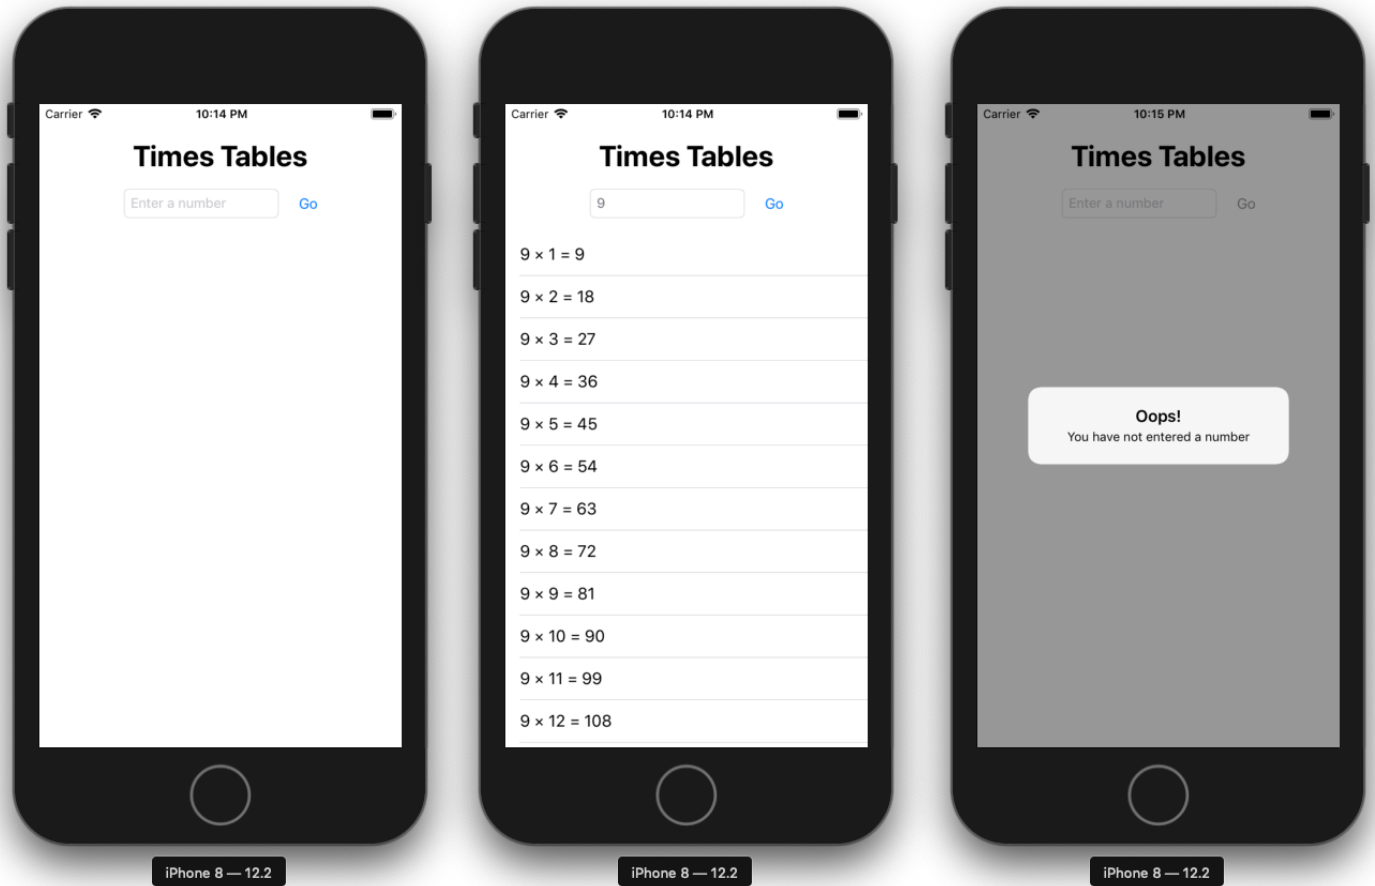 Carrier 10:14 PM
Times Tables
Enter a number Go
iPhone 8 — 12.2
Carrier 10:14 PM
Times Tables
9 Go
9 × 1 = 9
9 × 2 = 18
9 × 3 = 27
9 × 4 = 36
9 × 5 = 45
9 × 6 = 54
9 × 7 = 63
9 × 8 = 72
9 × 9 = 81
9 × 10 = 90
9 × 11 = 99
9 × 12 = 108
iPhone 8 — 12.2
Carrier 10:15 PM
Times Tables
Enter a number Go
Oops!
You have not entered a number
iPhone 8 — 12.2